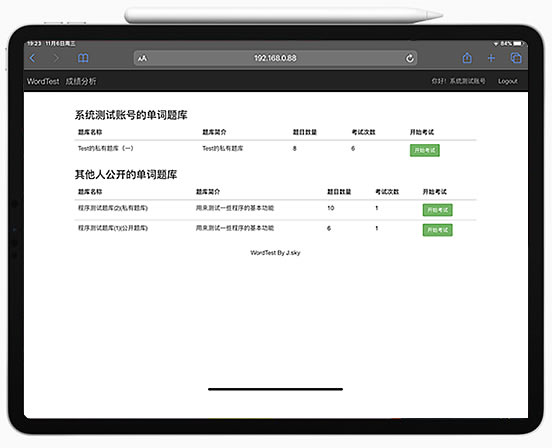 19:23 11月6日周三
84%
AA 192.168.0.88
WordTest 成绩分析 你好! 系统测试账号 Logout
系统测试账号的单词题库
题库名称 题库简介 题目数量 考试次数 开始考试
Test的私有题库（一） Test的私有题库 8 6 开始考试
其他人公开的单词题库
题库名称 题库简介 题目数量 考试次数 开始考试
程序测试题库(2)(私有题库) 用来测试一些程序的基本功能 10 1 开始考试
程序测试题库(1)(公开题库) 用来测试一些程序的基本功能 6 1 开始考试
WordTest By J.sky